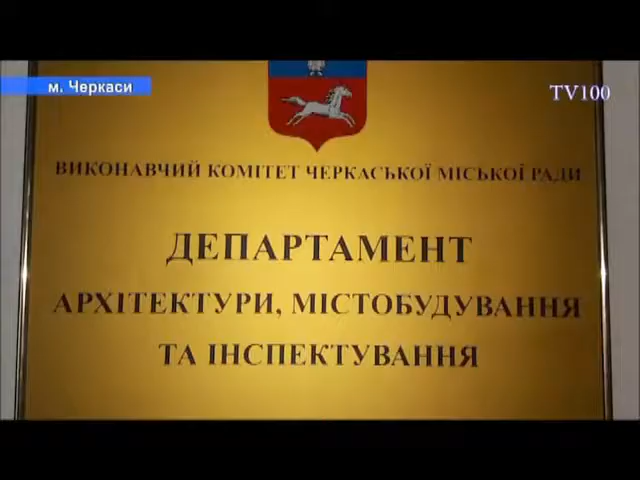 м. Черкаси
TV100
ВИКОНАВЧИЙ КОМІТЕТ ЧЕРКАСЬКОЇ МІСЬКОЇ РАДИ
ДЕПАРТАМЕНТ
АРХІТЕКТУРИ, МІСТОБУДУВАННЯ
ТА ІНСПЕКТУВАННЯ